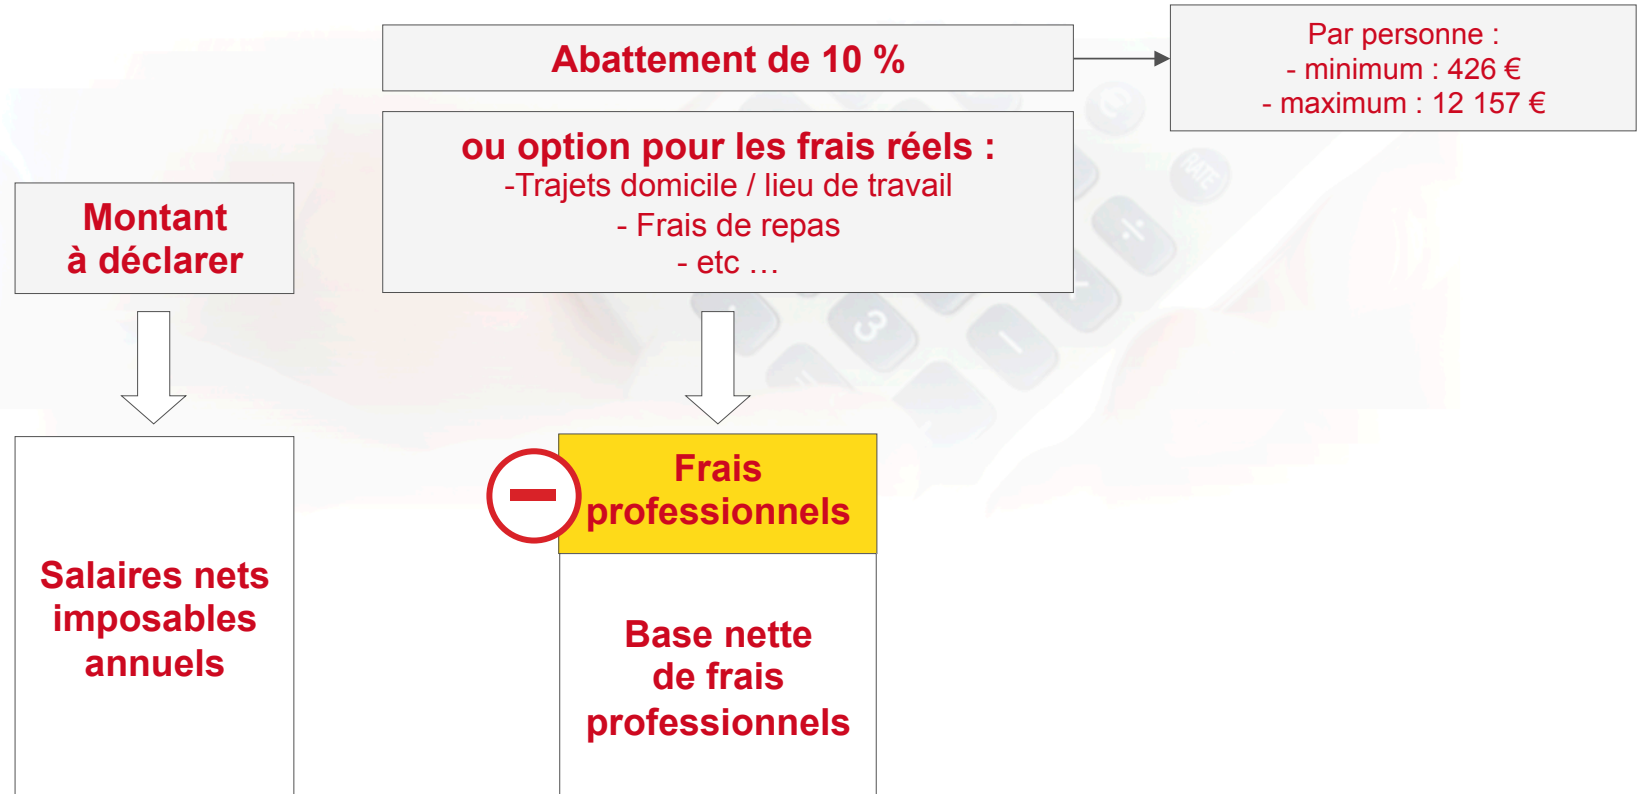 Abattement de 10 %
Par personne :
- minimum : 426 €
- maximum : 12 157 €
ou option pour les frais réels :
-Trajets domicile / lieu de travail
- Frais de repas
- etc …
Montant
à déclarer
Frais
professionnels
Salaires nets
imposables
annuels
Base nette
de frais
professionnels
RATE
3